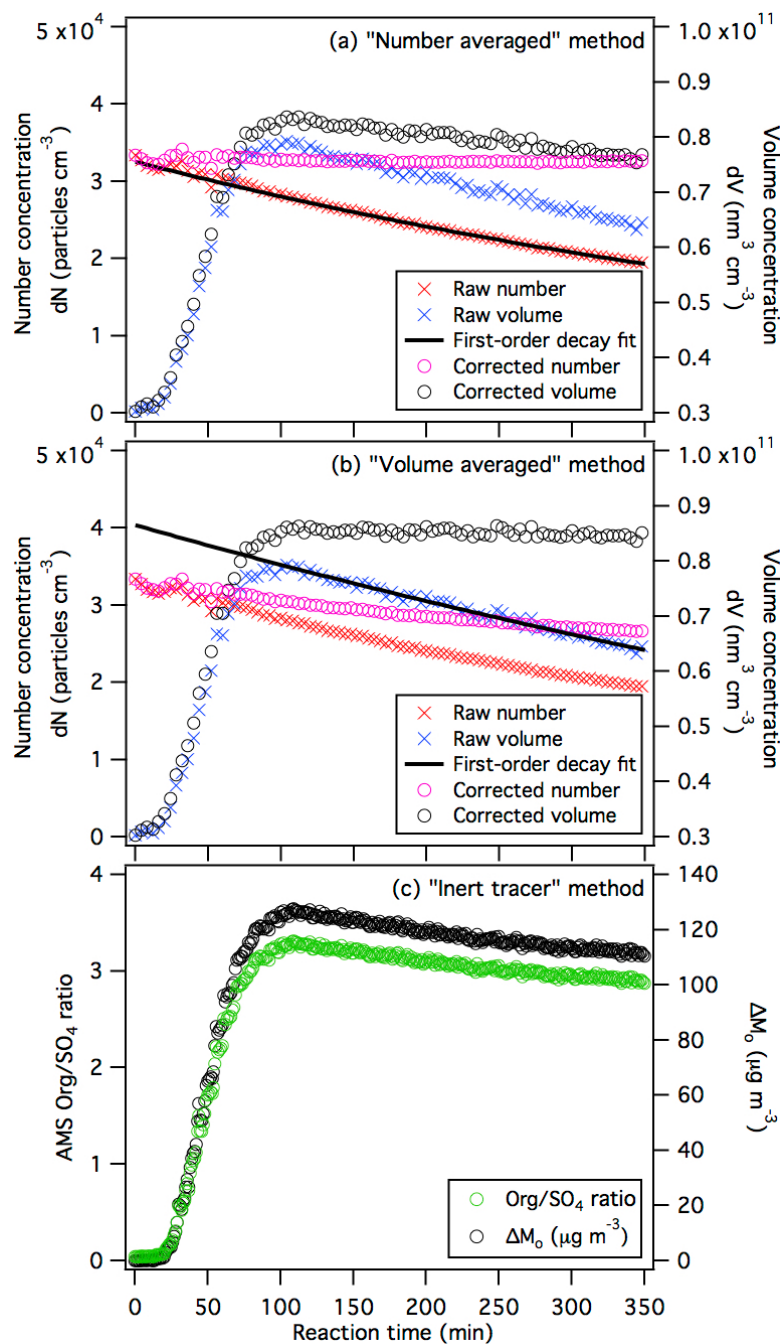 (a) "Number averaged" method
5 x10⁴
4
3
2
1
0
Number concentration
dN (particles cm⁻³)
1.0 x10¹¹
0.9
0.8
0.7
0.6
0.5
0.4
0.3
Volume concentration
dV (nm³ cm⁻³)
Raw number
Raw volume
First-order decay fit
Corrected number
Corrected volume
(b) "Volume averaged" method
5 x10⁴
4
3
2
1
0
Number concentration
dN (particles cm⁻³)
1.0 x10¹¹
0.9
0.8
0.7
0.6
0.5
0.4
0.3
Volume concentration
dV (nm³ cm⁻³)
Raw number
Raw volume
First-order decay fit
Corrected number
Corrected volume
(c) "Inert tracer" method
4
3
2
1
0
AMS Org/SO₄ ratio
140
120
100
80
60
40
20
0
ΔMₒ (µg m⁻³)
Org/SO₄ ratio
ΔMₒ (µg m⁻³)
0
50
100
150
200
250
300
350
Reaction time (min)